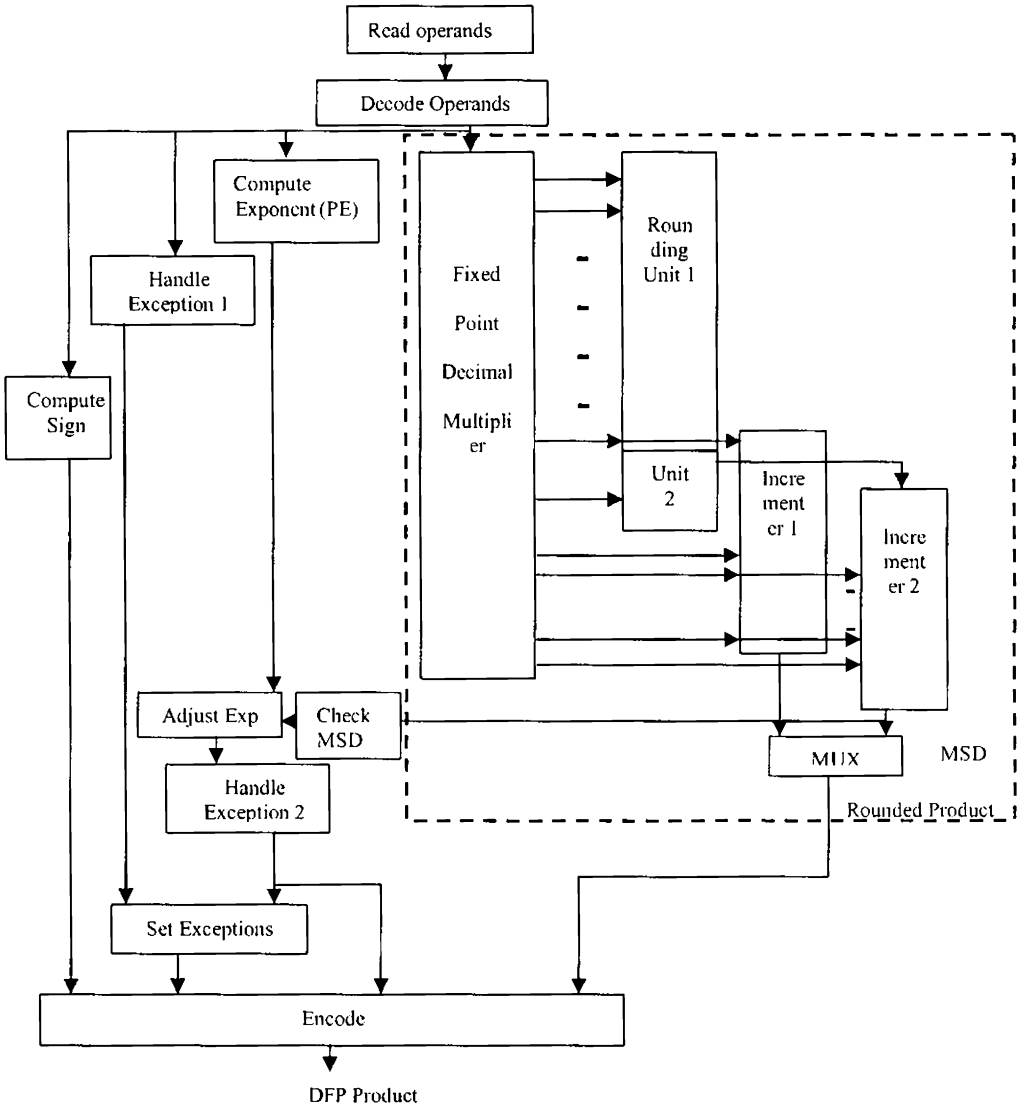 Read operands
Decode Operands
Compute
Exponent (PE)
Handle
Exception 1
Compute
Sign
Fixed
Point
Decimal
Multipli
er
Roun
ding
Unit 1
Unit
2
Incre
ment
er 1
Incre
ment
er 2
Adjust Exp
Check
MSD
MUX
MSD
Handle
Exception 2
Rounded Product
Set Exceptions
Encode
DFP Product